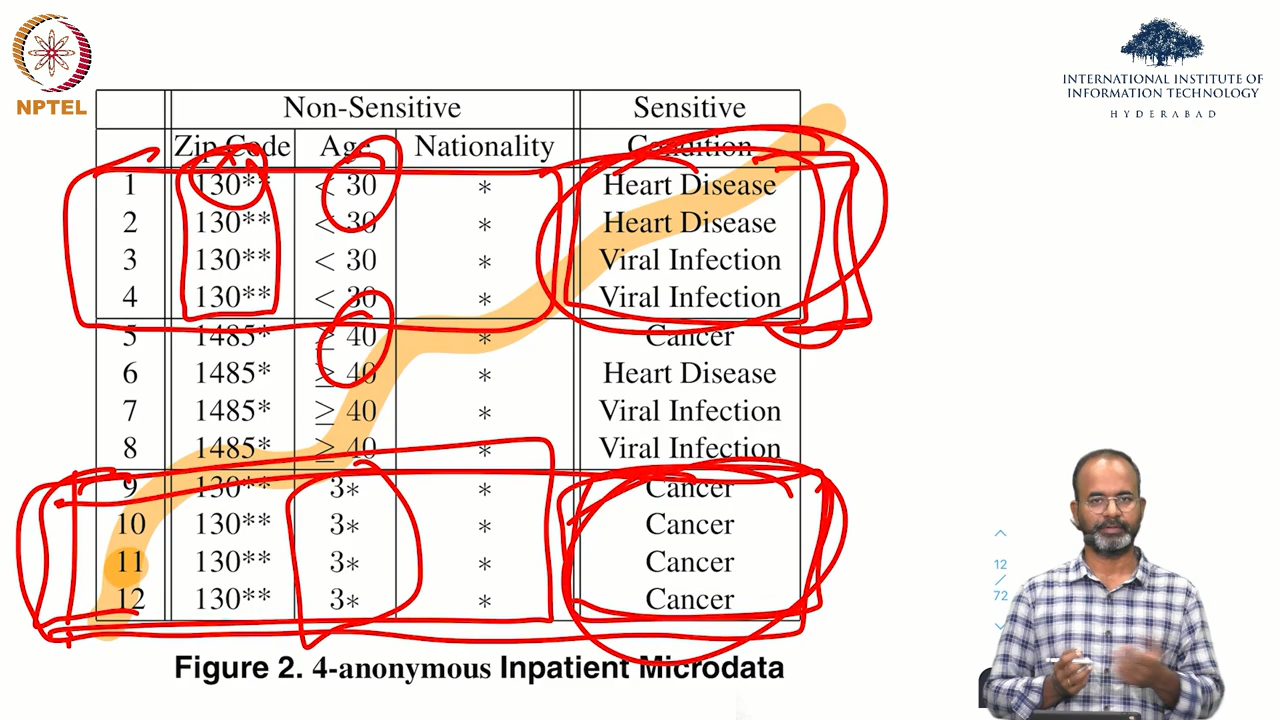 NPTEL
INTERNATIONAL INSTITUTE OF
INFORMATION TECHNOLOGY
HYDERABAD
Non-Sensitive Sensitive
Zip Code Age Nationality Condition
1 130** < 30 * Heart Disease
2 130** < 30 * Heart Disease
3 130** < 30 * Viral Infection
4 130** < 30 * Viral Infection
5 1485* ≥ 40 * Cancer
6 1485* ≥ 40 * Heart Disease
7 1485* ≥ 40 * Viral Infection
8 1485* ≥ 40 * Viral Infection
9 130** 3* * Cancer
10 130** 3* * Cancer
11 130** 3* * Cancer
12 130** 3* * Cancer
Figure 2. 4-anonymous Inpatient Microdata
12
/
72